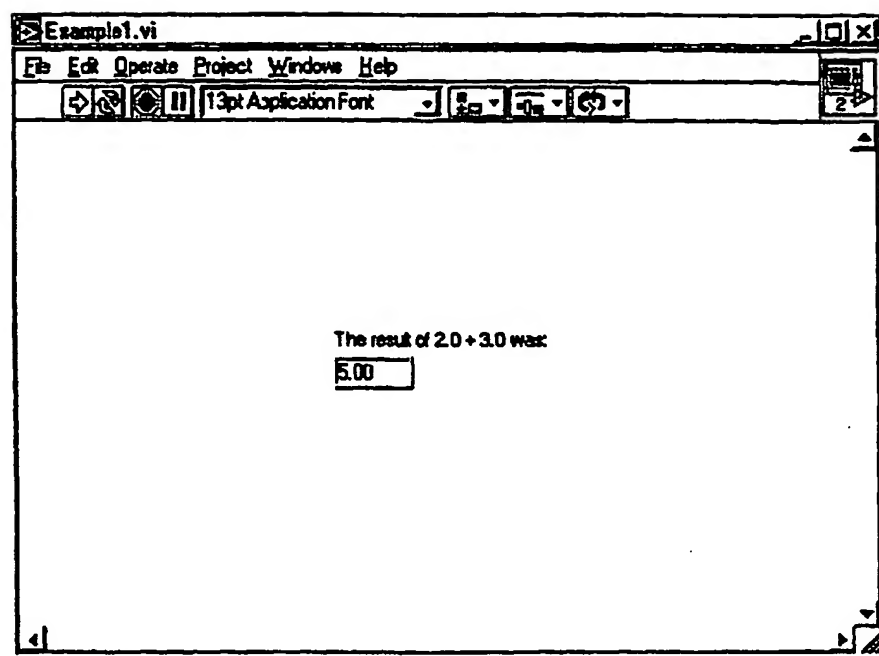 Example1.vi
File Edit Operate Project Windows Help
13pt Application Font
2
The result of 2.0 + 3.0 was:
5.00